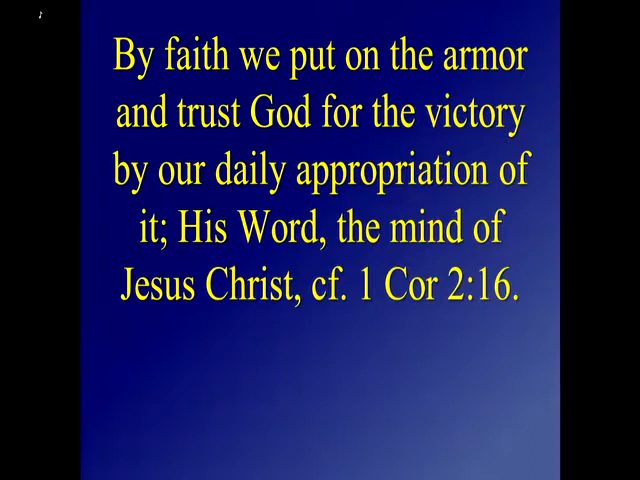 By faith we put on the armor
and trust God for the victory
by our daily appropriation of
it; His Word, the mind of
Jesus Christ, cf. 1 Cor 2:16.